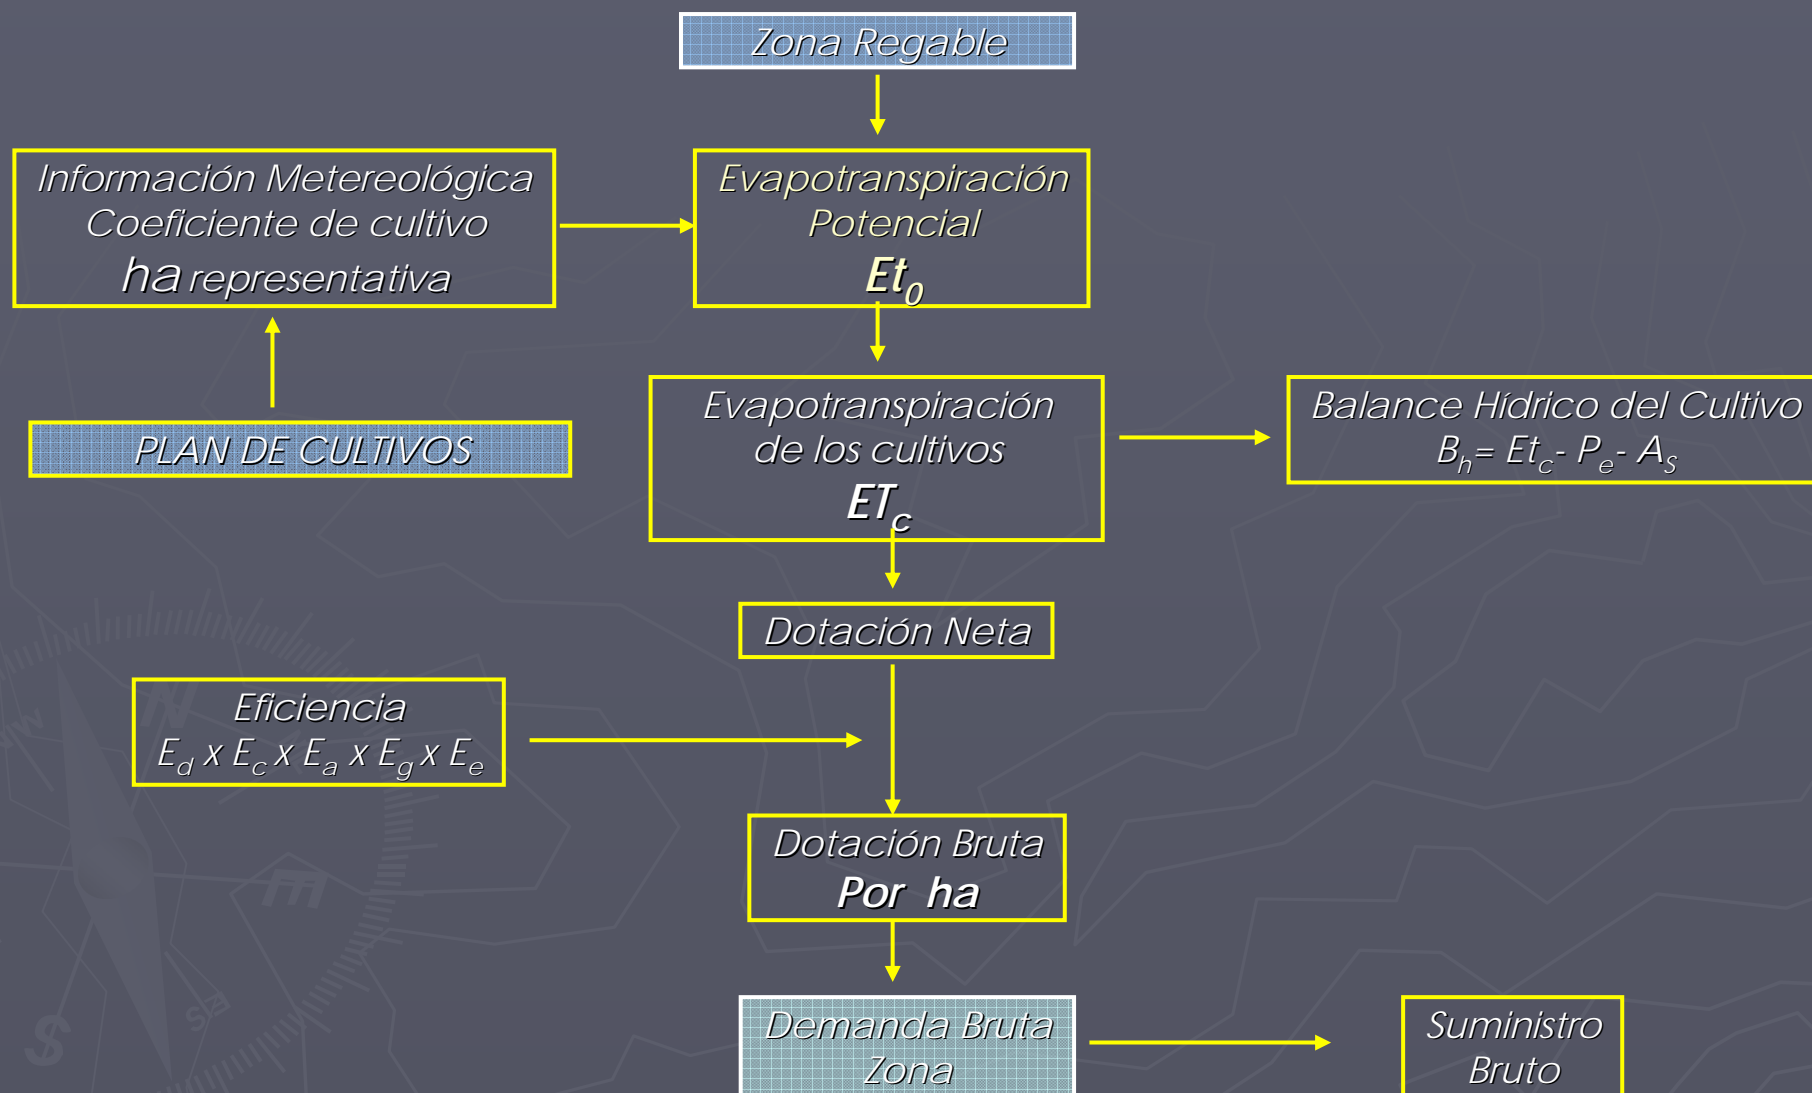 Zona Regable
Información Metereológica
Coeficiente de cultivo
ha representativa
Evapotranspiración
Potencial
Et0
PLAN DE CULTIVOS
Evapotranspiración
de los cultivos
ETc
Balance Hídrico del Cultivo
Bh= Etc- Pe- AS
Dotación Neta
Eficiencia
Ed x Ec x Ea x Eg x Ee
Dotación Bruta
Por ha
Demanda Bruta
Zona
Suministro
Bruto
N
NW
E
SE
S